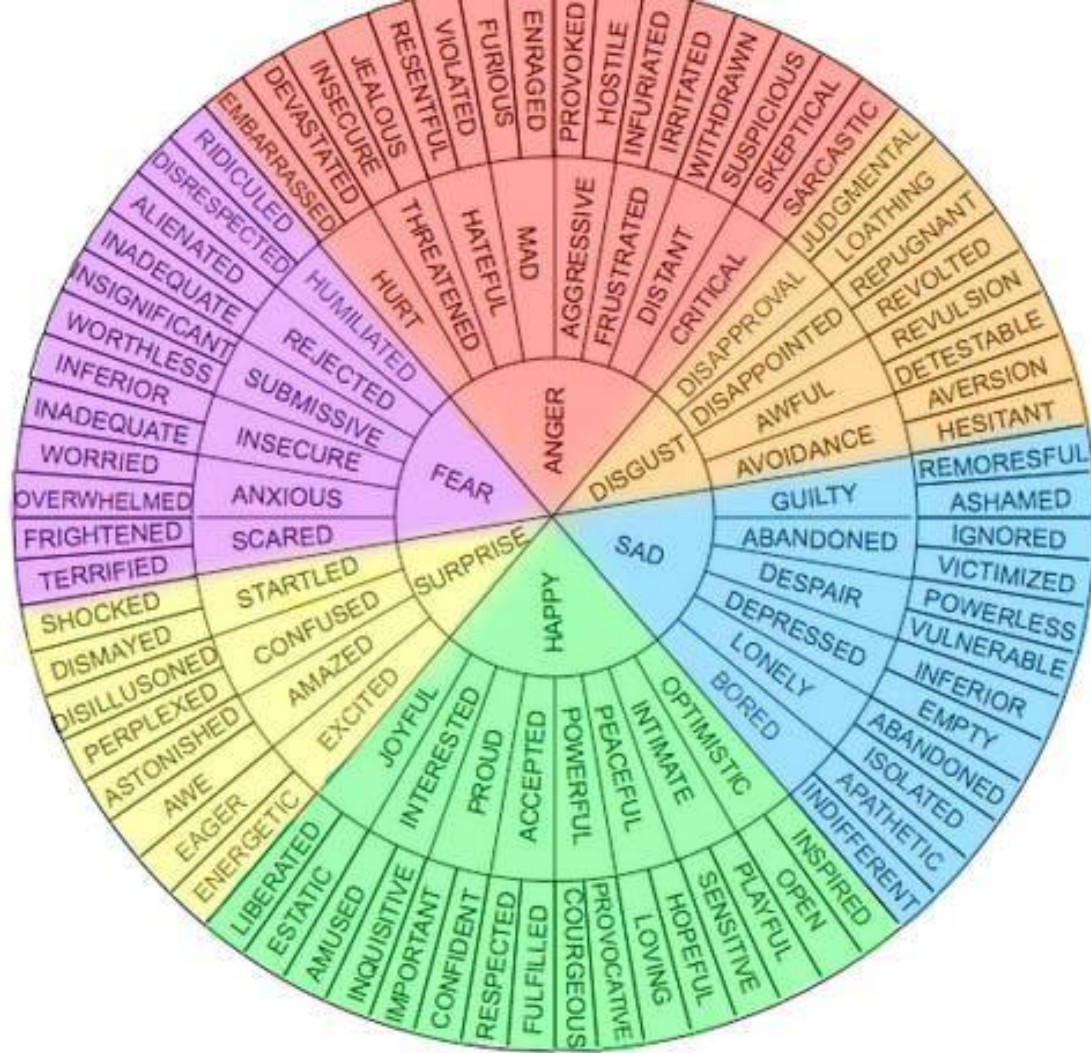 ANGER
HURT
EMBARRASSED
DEVASTATED
THREATENED
INSECURE
JEALOUS
HATEFUL
RESENTFUL
VIOLATED
MAD
FURIOUS
ENRAGED
AGGRESSIVE
PROVOKED
HOSTILE
FRUSTRATED
INFURIATED
IRRITATED
DISTANT
WITHDRAWN
SUSPICIOUS
CRITICAL
SKEPTICAL
SARCASTIC
DISGUST
DISAPPROVAL
JUDGMENTAL
LOATHING
DISAPPOINTED
REPUGNANT
REVOLTED
AWFUL
REVULSION
DETESTABLE
AVOIDANCE
AVERSION
HESITANT
SAD
GUILTY
REMORESFUL
ASHAMED
ABANDONED
IGNORED
VICTIMIZED
DESPAIR
POWERLESS
VULNERABLE
DEPRESSED
INFERIOR
EMPTY
LONELY
ABANDONED
ISOLATED
BORED
APATHETIC
INDIFFERENT
HAPPY
OPTIMISTIC
INSPIRED
OPEN
INTIMATE
PLAYFUL
SENSITIVE
PEACEFUL
HOPEFUL
LOVING
POWERFUL
PROVOCATIVE
COURGEOUS
ACCEPTED
FULFILLED
RESPECTED
PROUD
CONFIDENT
IMPORTANT
INTERESTED
INQUISITIVE
AMUSED
JOYFUL
ESTATIC
LIBERATED
SURPRISE
EXCITED
ENERGETIC
EAGER
AMAZED
AWE
ASTONISHED
CONFUSED
PERPLEXED
DISILLUSONED
STARTLED
DISMAYED
SHOCKED
FEAR
SCARED
TERRIFIED
FRIGHTENED
ANXIOUS
OVERWHELMED
WORRIED
INSECURE
INADEQUATE
INFERIOR
SUBMISSIVE
WORTHLESS
INSIGNIFICANT
REJECTED
INADEQUATE
ALIENATED
HUMILIATED
DISRESPECTED
RIDICULED